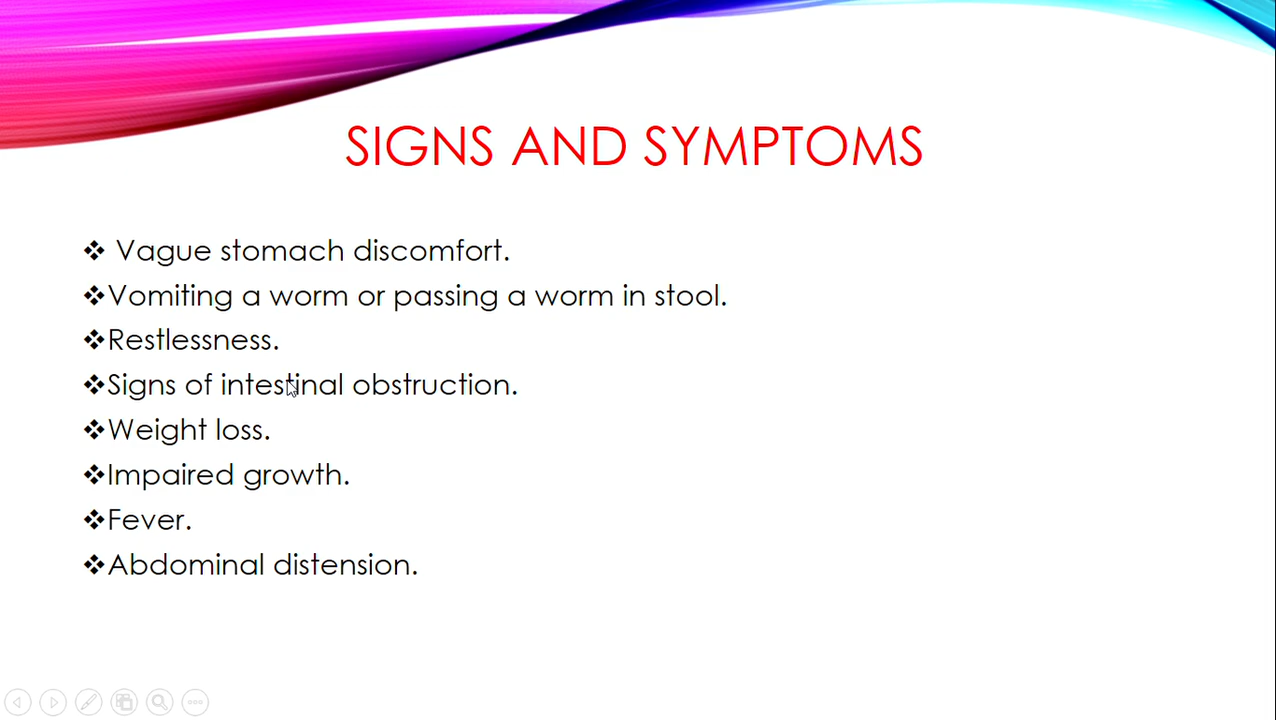 SIGNS AND SYMPTOMS
❖ Vague stomach discomfort.
❖Vomiting a worm or passing a worm in stool.
❖Restlessness.
❖Signs of intestinal obstruction.
❖Weight loss.
❖Impaired growth.
❖Fever.
❖Abdominal distension.